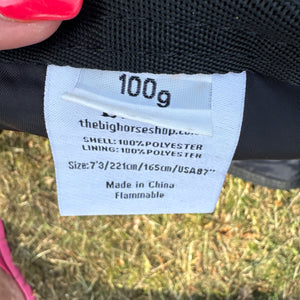 100g
thebighorseshop.com
SHELL: 100%POLYESTER
LINING: 100%POLYESTER
Size:7'3/221cm/165cm/USA87"
Made in China
Flammable